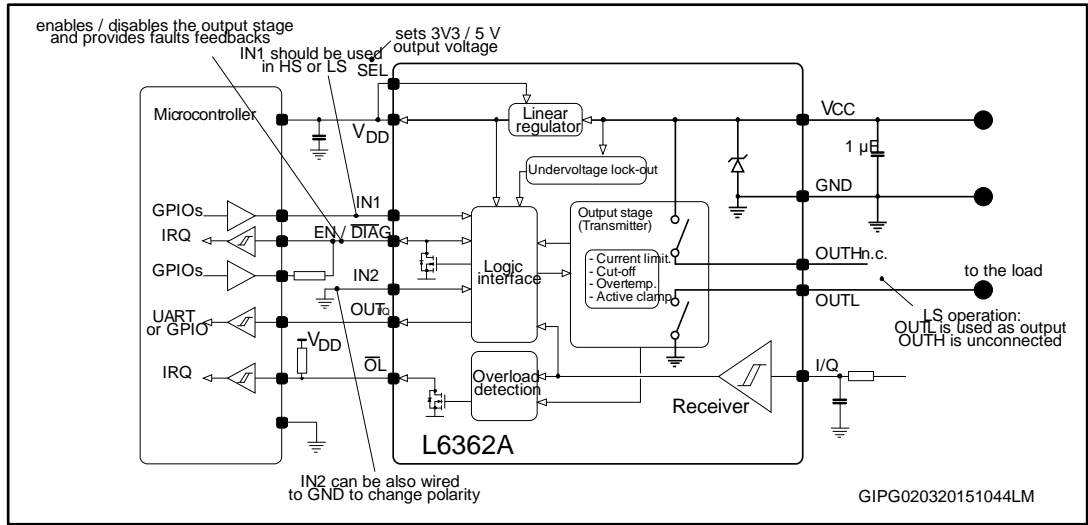 enables / disables the output stage
and provides faults feedbacks
sets 3V3 / 5 V
output voltage
IN1 should be used
in HS or LS
SEL
Microcontroller
VDD
Linear
regulator
VCC
1 µF
Undervoltage lock-out
GND
GPIOs
IN1
IRQ
EN / DIAG
GPIOs
IN2
Logic
interface
Output stage
(Transmitter)
- Current limit.
- Cut-off
- Overtemp.
- Active clamp
OUTH
n.c.
to the load
OUTL
UART
or GPIO
OUTI/Q
LS operation:
OUTL is used as output
OUTH is unconnected
VDD
IRQ
OL
Overload
detection
Receiver
I/Q
L6362A
IN2 can be also wired
to GND to change polarity
GIPG020320151044LM